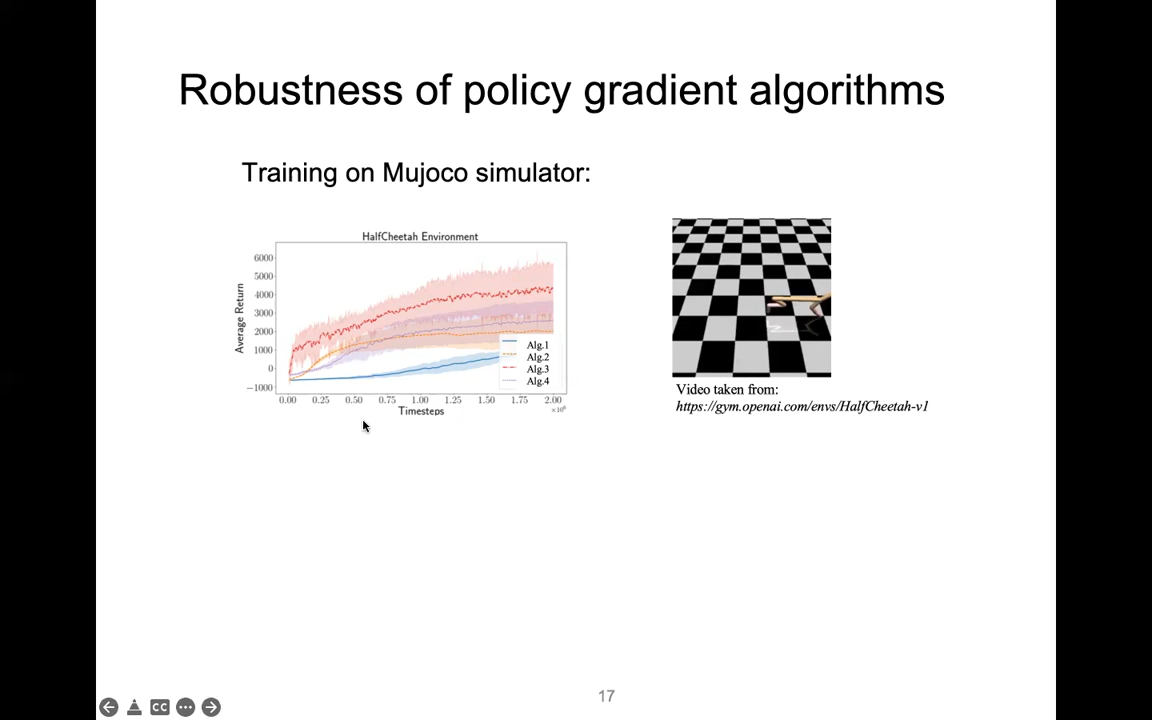 Robustness of policy gradient algorithms
Training on Mujoco simulator:
HalfCheetah Environment
6000
5000
4000
3000
2000
1000
0
−1000
Average Return
Alg.1
Alg.2
Alg.3
Alg.4
0.00 0.25 0.50 0.75 1.00 1.25 1.50 1.75 2.00
Timesteps
×10⁶
Video taken from:
https://gym.openai.com/envs/HalfCheetah-v1
17
CC